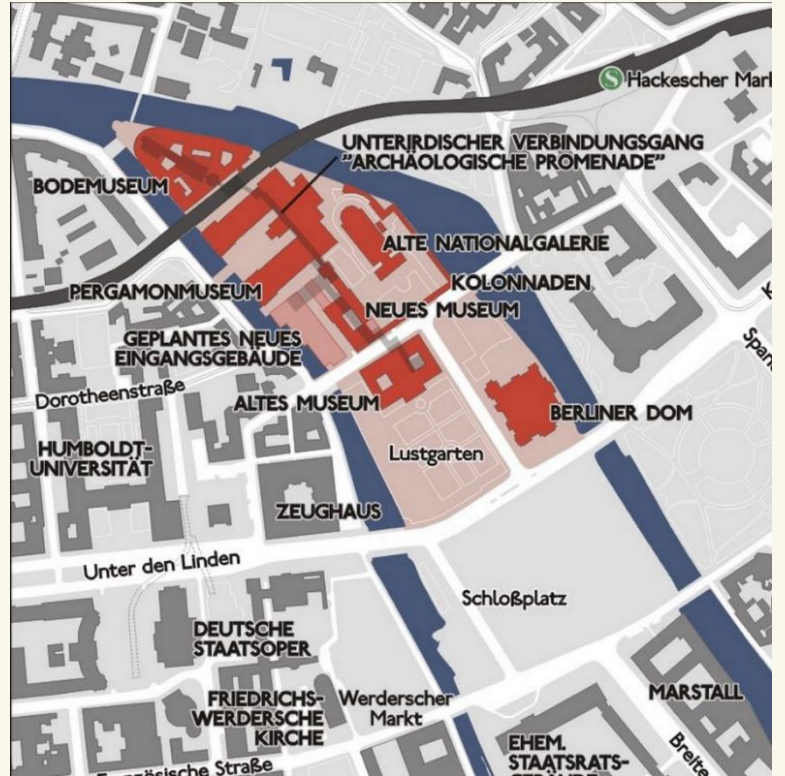 Hackescher Mark
UNTERIRDISCHER VERBINDUNGSGANG
"ARCHÄOLOGISCHE PROMENADE"
BODEMUSEUM
ALTE NATIONALGALERIE
KOLONNADEN
PERGAMONMUSEUM
NEUES MUSEUM
GEPLANTES NEUES
EINGANGSGEBÄUDE
Dorotheenstraße
ALTES MUSEUM
BERLINER DOM
HUMBOLDT-
UNIVERSITÄT
Lustgarten
ZEUGHAUS
Unter den Linden
Schloßplatz
DEUTSCHE
STAATSOPER
FRIEDRICHS-
WERDERSCHE
KIRCHE
Werderscher
Markt
MARSTALL
EHEM.
STAATSRATS-
Breite